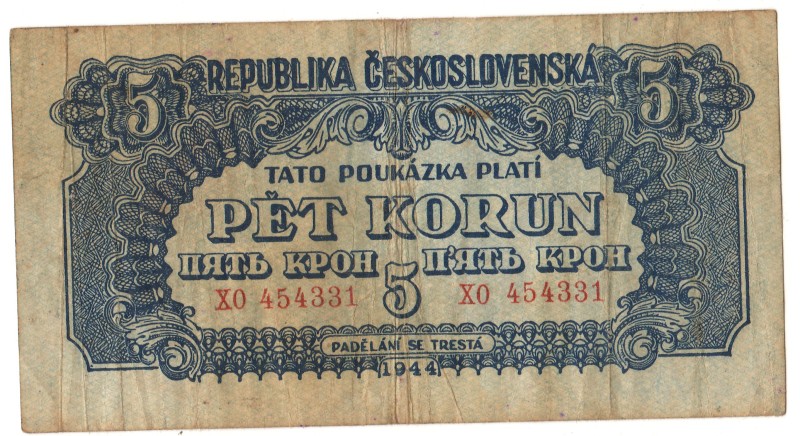 5 REPUBLIKA ČESKOSLOVENSKÁ 5
TATO POUKÁZKA PLATÍ
PĚT KORUN
ПЯТЬ КРОН П'ЯТЬ КРОН
5
XO 454331 XO 454331
PADĚLÁNÍ SE TRESTÁ
1944